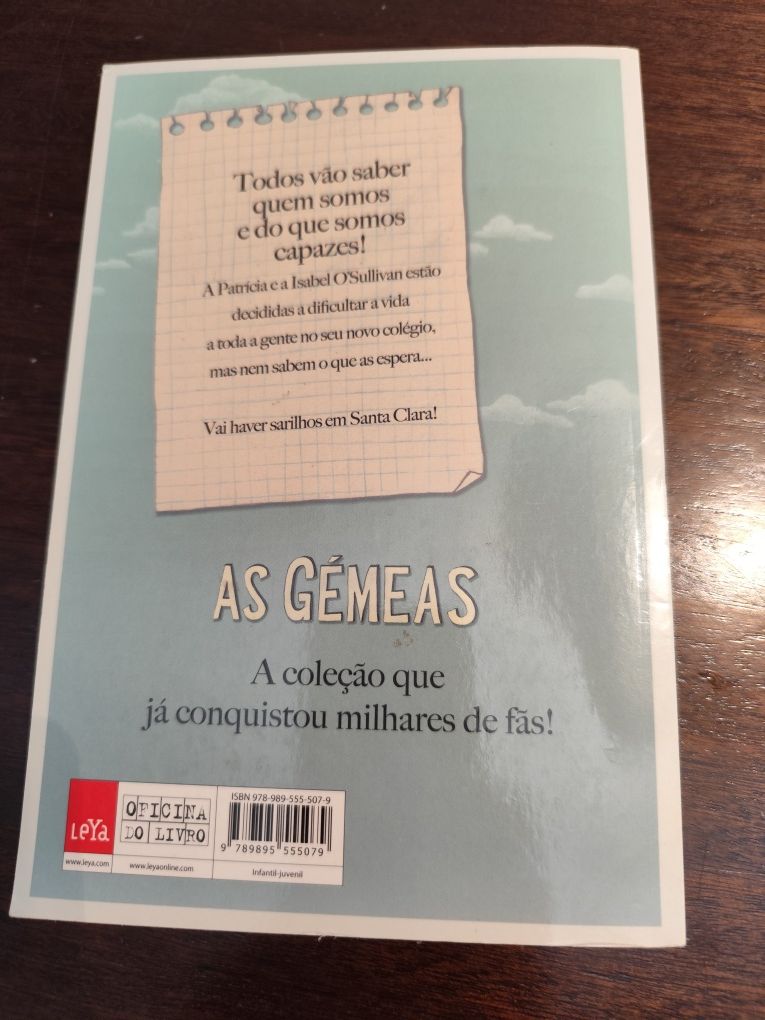 Todos vão saber
quem somos
e do que somos
capazes!
A Patrícia e a Isabel O'Sullivan estão
decididas a dificultar a vida
a toda a gente no seu novo colégio,
mas nem sabem o que as espera...
Vai haver sarilhos em Santa Clara!
AS GÉMEAS
A coleção que
já conquistou milhares de fãs!
LeYa
www.leya.com
OFICINA
DO LIVRO
www.leyaonline.com
ISBN 978-989-555-507-9
9 789895 555079
Infantil-juvenil